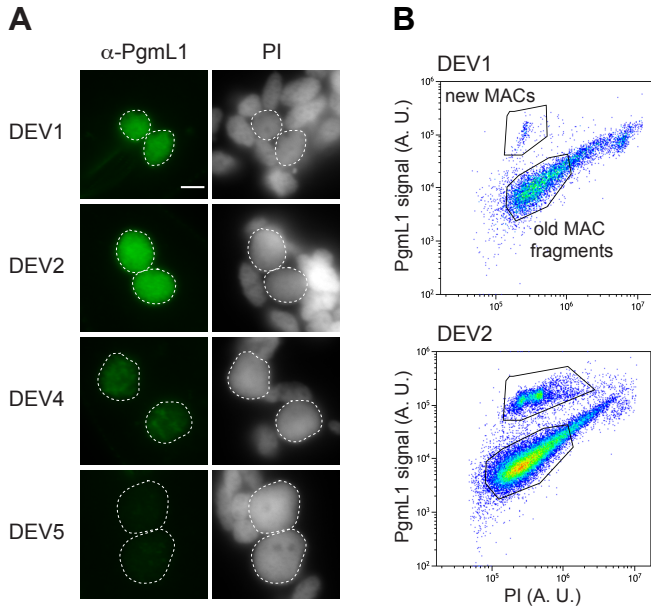 A
α-PgmL1
PI
DEV1
DEV2
DEV4
DEV5
B
DEV1
PgmL1 signal (A. U.)
10⁶
10⁵
10⁴
10³
10²
new MACs
old MAC
fragments
10⁵
10⁶
10⁷
DEV2
PgmL1 signal (A. U.)
10⁶
10⁵
10⁴
10³
10²
10⁵
10⁶
10⁷
PI (A. U.)